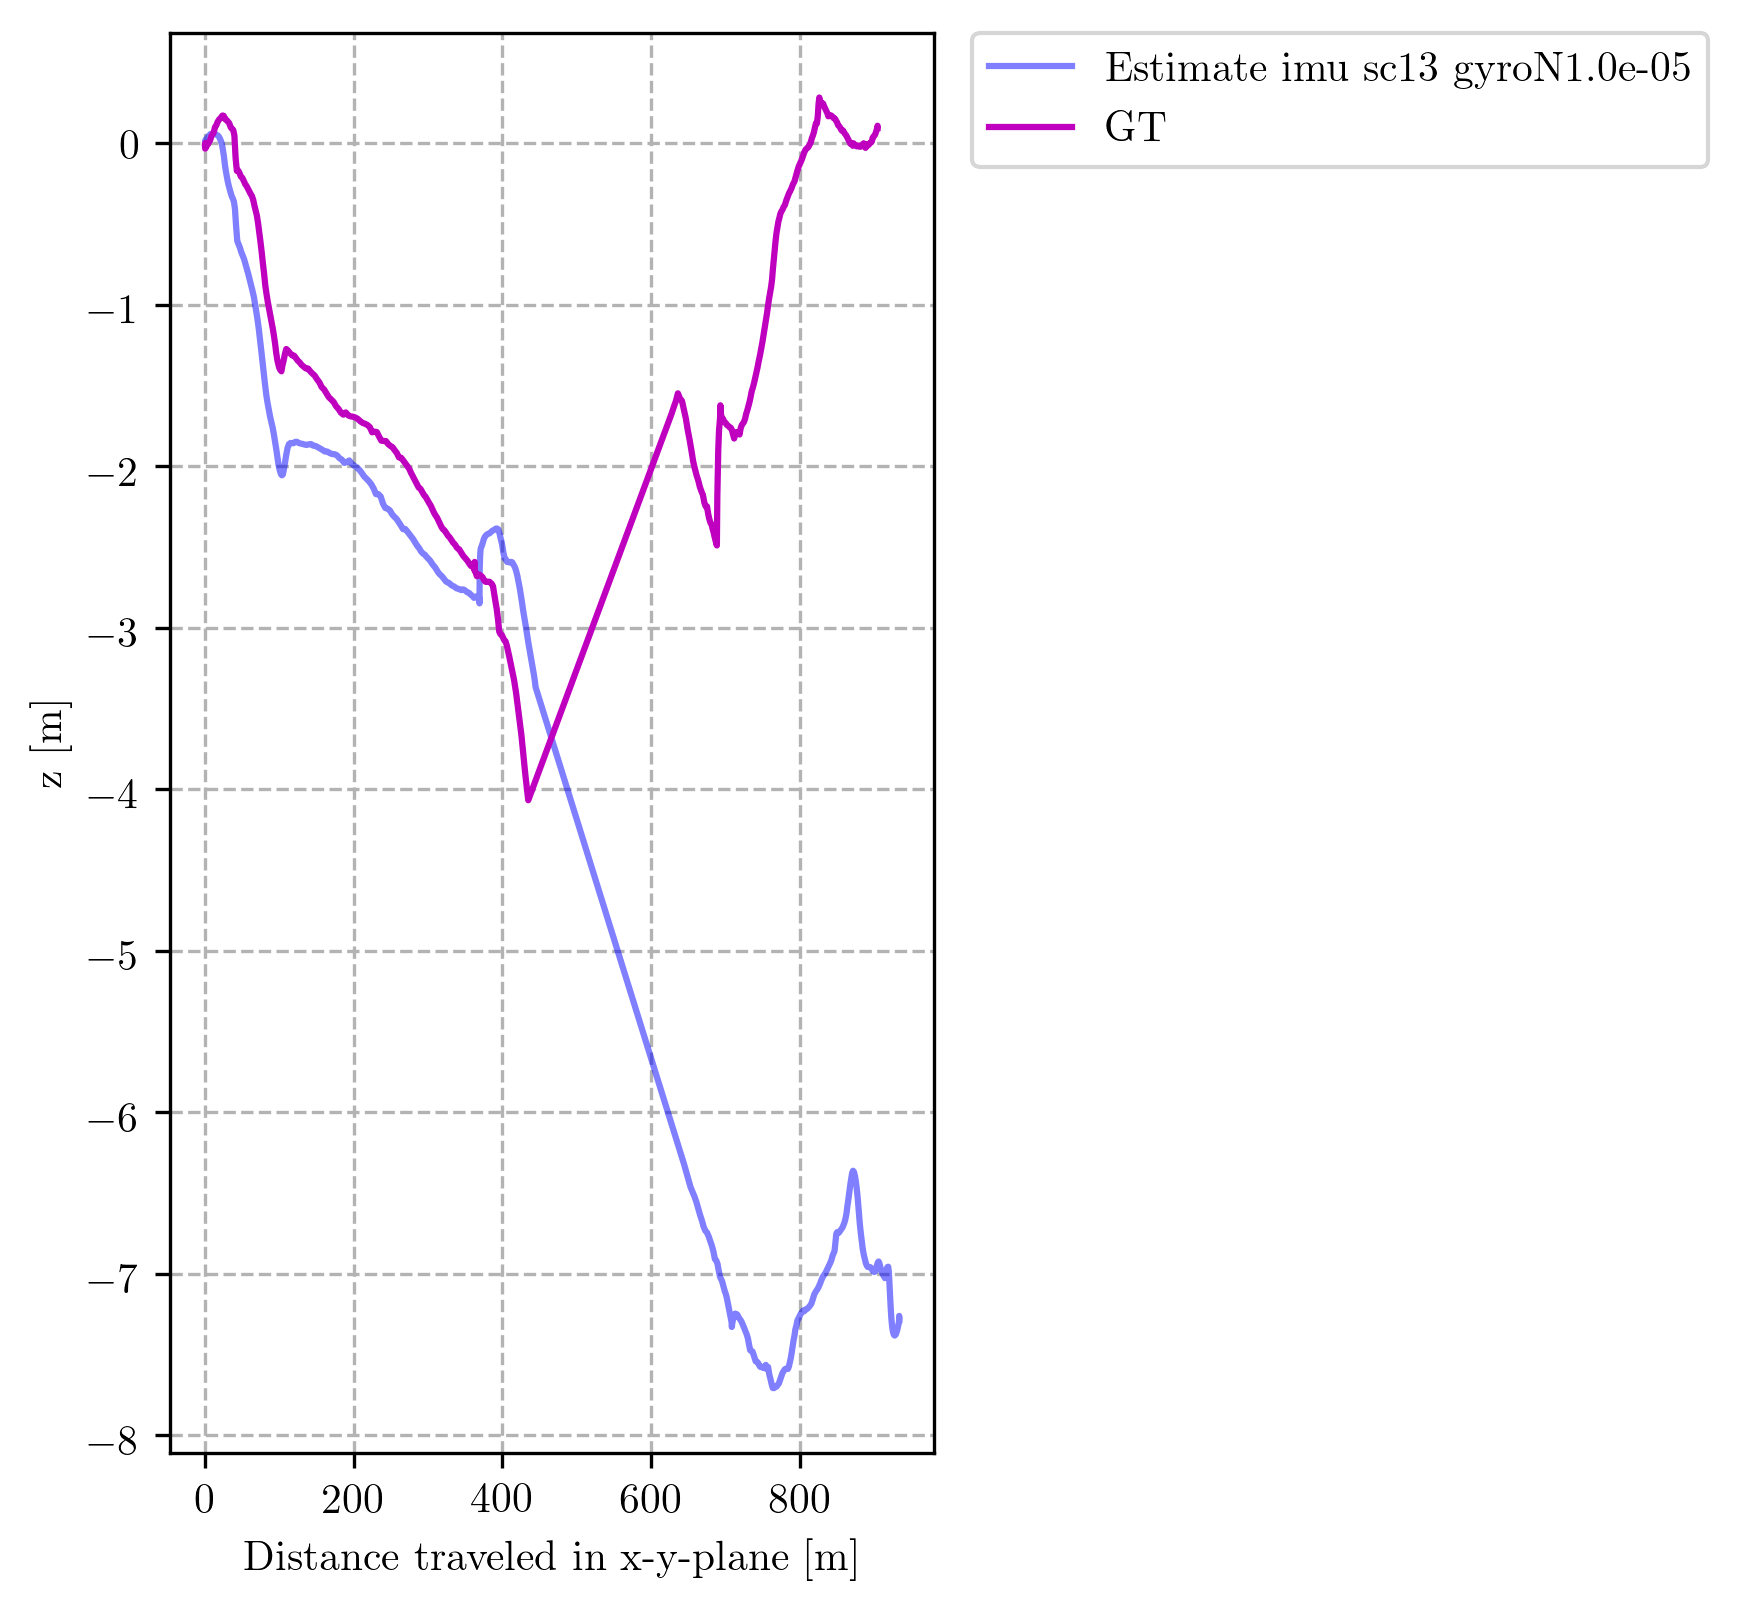 Estimate imu sc13 gyroN1.0e-05
GT
0
−1
−2
−3
−4
−5
−6
−7
−8
z [m]
0 200 400 600 800
Distance traveled in x-y-plane [m]